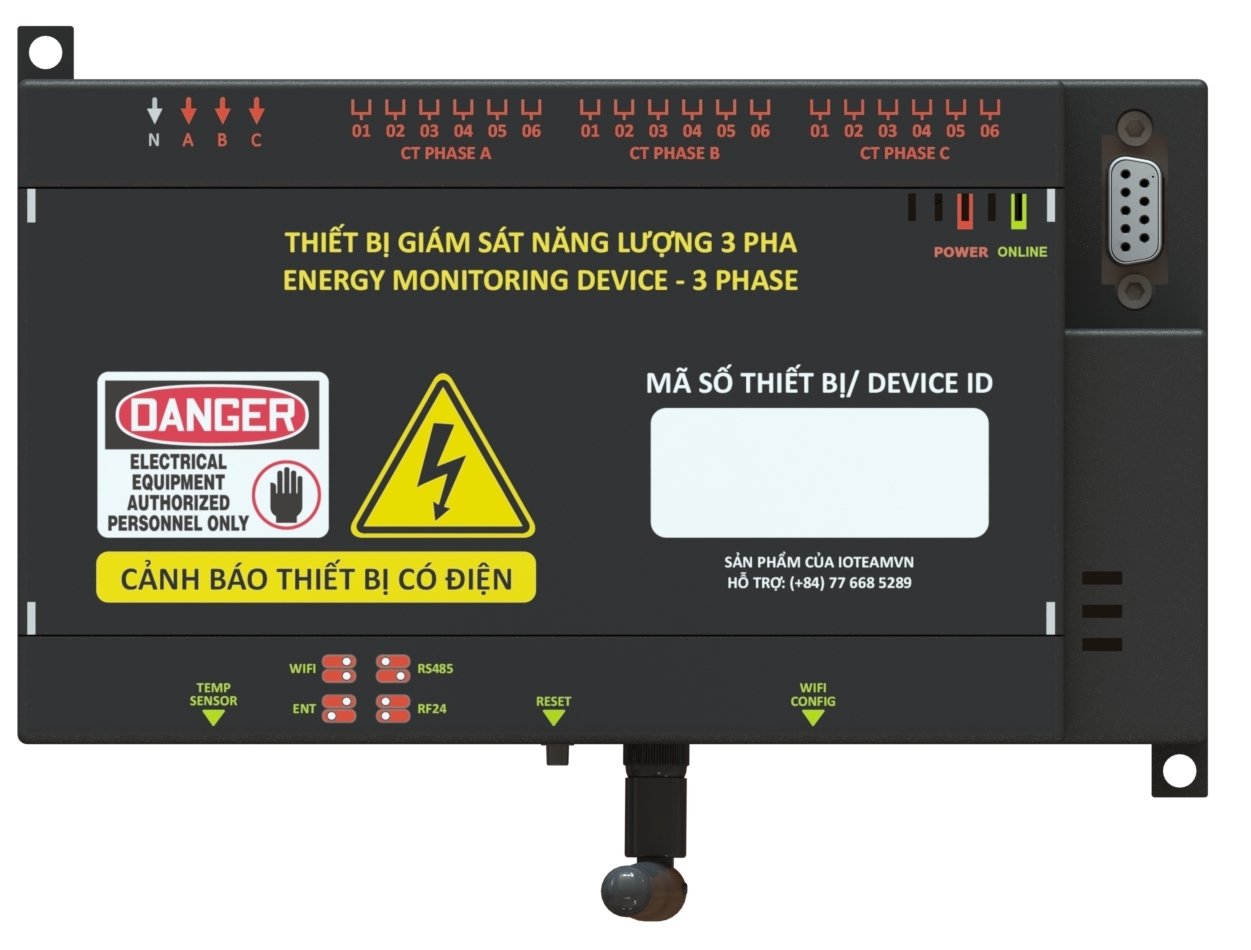 N A B C
01 02 03 04 05 06
CT PHASE A
01 02 03 04 05 06
CT PHASE B
01 02 03 04 05 06
CT PHASE C
POWER ONLINE
THIẾT BỊ GIÁM SÁT NĂNG LƯỢNG 3 PHA
ENERGY MONITORING DEVICE - 3 PHASE
DANGER
ELECTRICAL
EQUIPMENT
AUTHORIZED
PERSONNEL ONLY
CẢNH BÁO THIẾT BỊ CÓ ĐIỆN
MÃ SỐ THIẾT BỊ/ DEVICE ID
SẢN PHẨM CỦA IOTEAMVN
HỖ TRỢ: (+84) 77 668 5289
TEMP
SENSOR
WIFI
RS485
ENT
RF24
RESET
WIFI
CONFIG